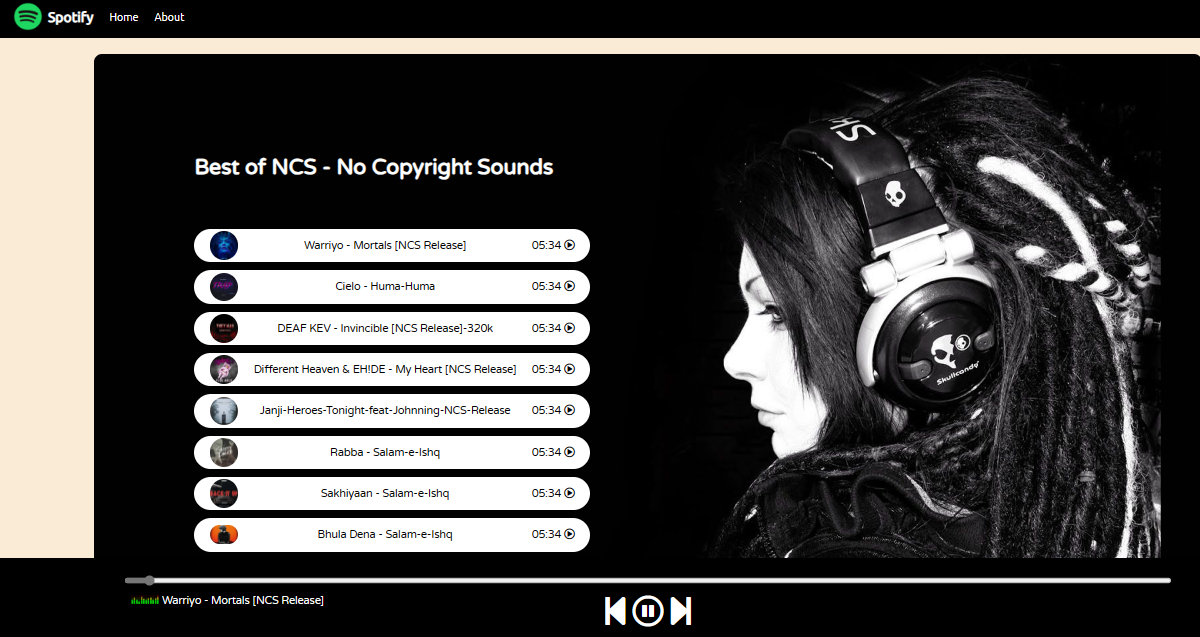 Spotify Home About
Best of NCS - No Copyright Sounds
Warriyo - Mortals [NCS Release] 05:34
Cielo - Huma-Huma 05:34
DEAF KEV - Invincible [NCS Release]-320k 05:34
Different Heaven & EH!DE - My Heart [NCS Release] 05:34
Janji-Heroes-Tonight-feat-Johnning-NCS-Release 05:34
Rabba - Salam-e-Ishq 05:34
Sakhiyaan - Salam-e-Ishq 05:34
Bhula Dena - Salam-e-Ishq 05:34
Skullcandy
Warriyo - Mortals [NCS Release]